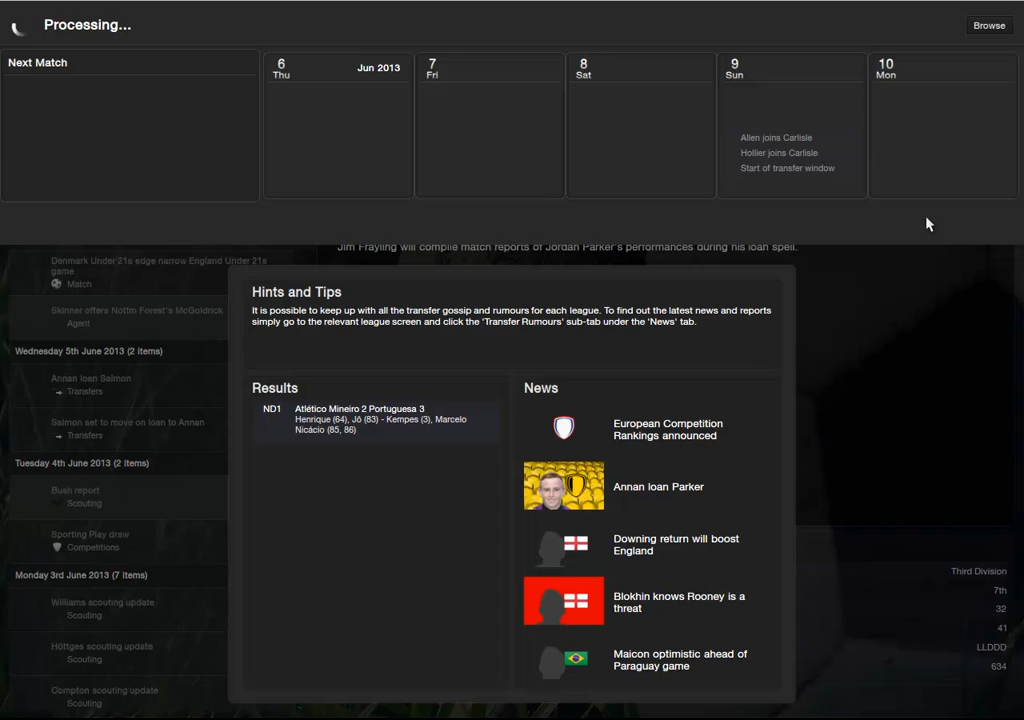 Processing...
Browse
Next Match
6
Thu
Jun 2013
7
Fri
8
Sat
9
Sun
10
Mon
Allen joins Carlisle
Hollier joins Carlisle
Start of transfer window
Jim Frayling will compile match reports of Jordan Parker's performances during his loan spell.
Denmark Under 21s edge narrow England Under 21s
game
Match
Skinner offers Nottm Forest's McGoldrick
Agent
Wednesday 5th June 2013 (2 items)
Annan loan Salmon
Transfers
Salmon set to move on loan to Annan
Transfers
Tuesday 4th June 2013 (2 items)
Bush report
Scouting
Sporting Play draw
Competitions
Monday 3rd June 2013 (7 items)
Williams scouting update
Scouting
Höttges scouting update
Scouting
Compton scouting update
Scouting
Hints and Tips
It is possible to keep up with all the transfer gossip and rumours for each league. To find out the latest news and reports
simply go to the relevant league screen and click the 'Transfer Rumours' sub-tab under the 'News' tab.
Results
ND1
Atlético Mineiro 2 Portuguesa 3
Henrique (64), Jô (83) - Kempes (3), Marcelo
Nicácio (85, 86)
News
European Competition
Rankings announced
Annan loan Parker
Downing return will boost
England
Blokhin knows Rooney is a
threat
Maicon optimistic ahead of
Paraguay game
Third Division
7th
32
41
LLDDD
634